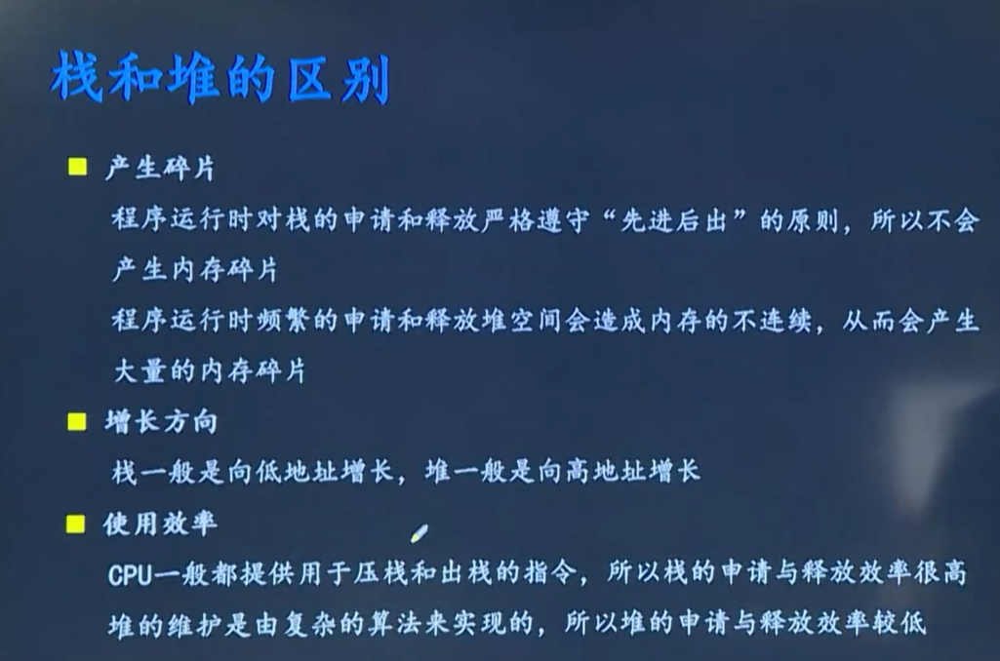 栈和堆的区别
产生碎片
程序运行时对栈的申请和释放严格遵守“先进后出”的原则，所以不会
产生内存碎片
程序运行时频繁的申请和释放堆空间会造成内存的不连续，从而会产生
大量的内存碎片
增长方向
栈一般是向低地址增长，堆一般是向高地址增长
使用效率
CPU一般都提供用于压栈和出栈的指令，所以栈的申请与释放效率很高
堆的维护是由复杂的算法来实现的，所以堆的申请与释放效率较低